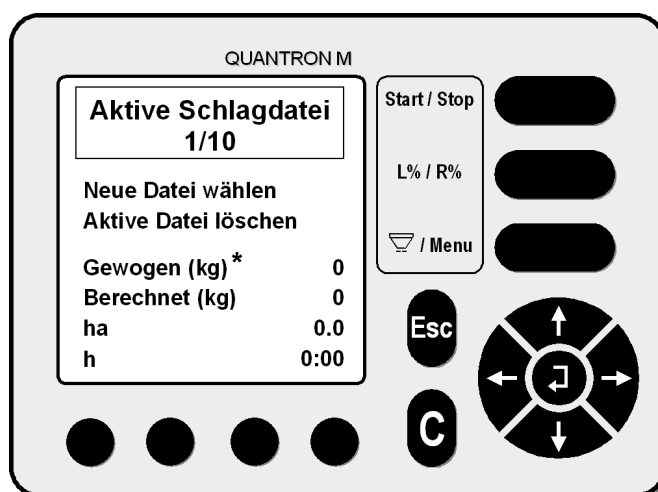 QUANTRON M
Aktive Schlagdatei
1/10
Neue Datei wählen
Aktive Datei löschen
Gewogen (kg) * 0
Berechnet (kg) 0
ha 0.0
h 0:00
Start / Stop
L% / R%
/ Menu
Esc
C